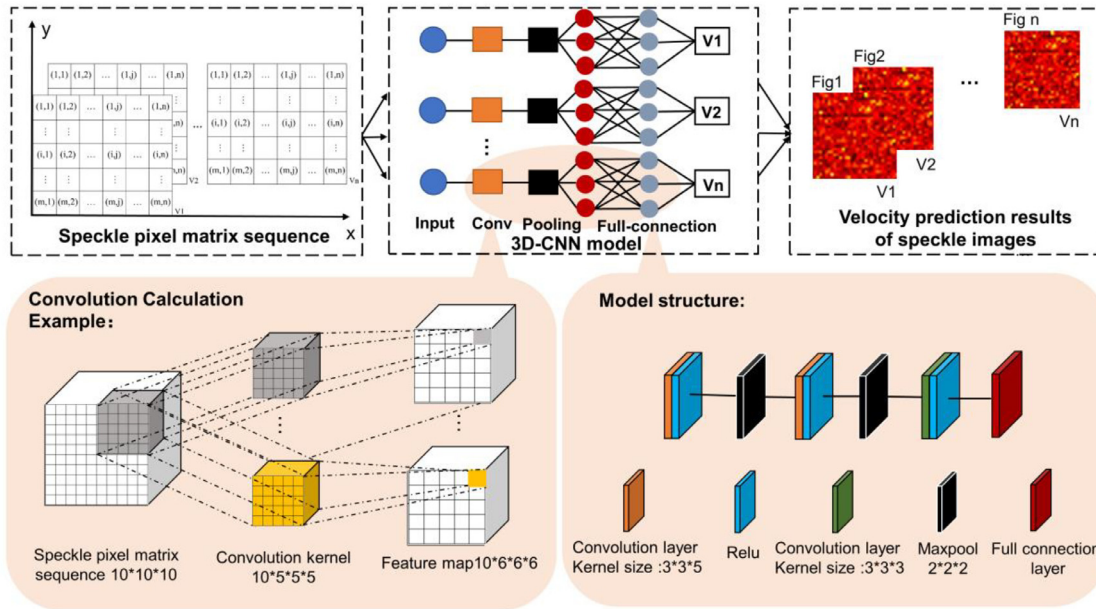 y
(1,1) (1,2) … (1,j) … (1,n) (1,1) (1,2) … (1,j) … (1,n)
(1,1) (1,2) … (1,j) … (1,n)
⋮ ⋮ ⋮ ⋮ ⋮ ⋮
,n) … (i,1) (i,2) … (i,j) … (i,n)
(i,1) (i,2) … (i,j) … (i,n)
⋮ ⋮ ⋮ ⋮ ⋮ ⋮
,n) (m,1) (m,2) … (m,j) … (m,n)
V2 Vn
(m,1) (m,2) … (m,j) … (m,n)
V1
x
Speckle pixel matrix sequence
V1
V2
⋮
Vn
Input Conv Pooling Full-connection
3D-CNN model
Fig n
Fig2
Fig1
…
Vn
V2
V1
Velocity prediction results
of speckle images
Convolution Calculation
Example:
⋮ ⋮
Speckle pixel matrix
sequence 10*10*10
Convolution kernel
10*5*5*5
Feature map10*6*6*6
Model structure:
Convolution layer
Kernel size :3*3*5
Relu
Convolution layer
Kernel size :3*3*3
Maxpool
2*2*2
Full connection
layer